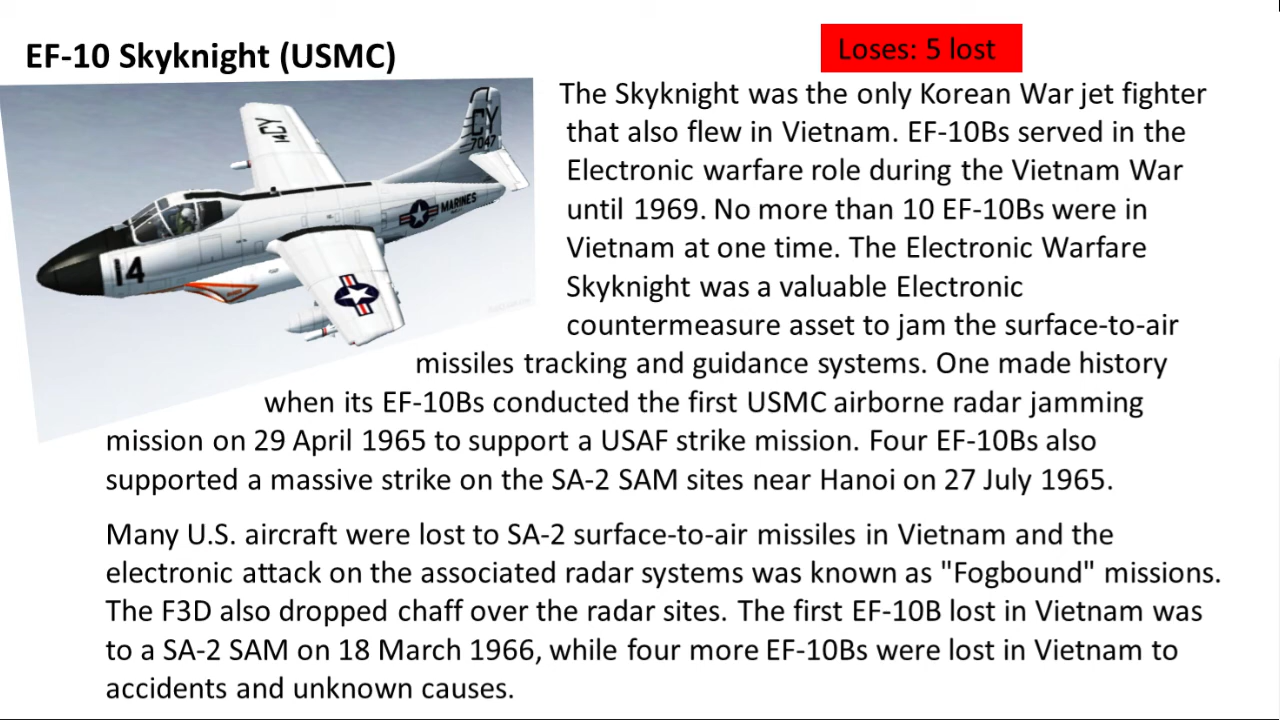 EF-10 Skyknight (USMC)
Loses: 5 lost
CY
14CY
7047
MARINES
14
The Skyknight was the only Korean War jet fighter
that also flew in Vietnam. EF-10Bs served in the
Electronic warfare role during the Vietnam War
until 1969. No more than 10 EF-10Bs were in
Vietnam at one time. The Electronic Warfare
Skyknight was a valuable Electronic
countermeasure asset to jam the surface-to-air
missiles tracking and guidance systems. One made history
when its EF-10Bs conducted the first USMC airborne radar jamming
mission on 29 April 1965 to support a USAF strike mission. Four EF-10Bs also
supported a massive strike on the SA-2 SAM sites near Hanoi on 27 July 1965.
Many U.S. aircraft were lost to SA-2 surface-to-air missiles in Vietnam and the
electronic attack on the associated radar systems was known as "Fogbound" missions.
The F3D also dropped chaff over the radar sites. The first EF-10B lost in Vietnam was
to a SA-2 SAM on 18 March 1966, while four more EF-10Bs were lost in Vietnam to
accidents and unknown causes.